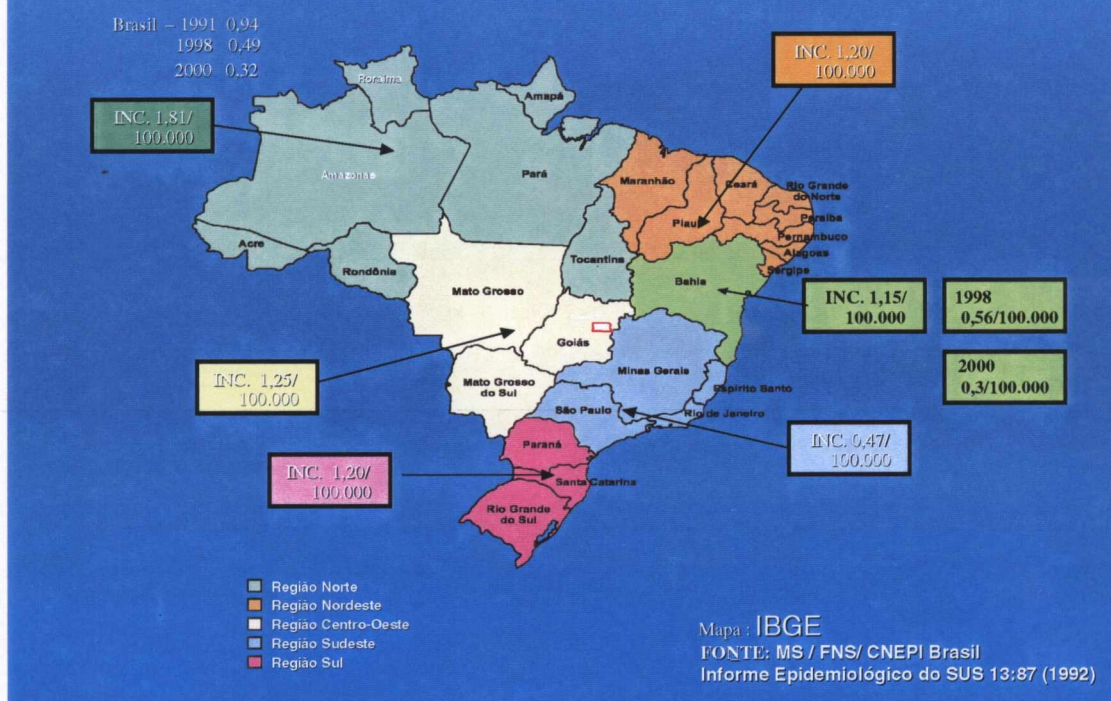 Brasil – 1991 0,94
1998 0,49
2000 0,32
INC. 1,20/
100.000
INC. 1,81/
100.000
Roraima
Amapá
Amazonas
Pará
Maranhão
Ceará
Rio Grande
do Norte
Paraíba
Piauí
Pernambuco
Alagoas
Sergipe
Acre
Rondônia
Tocantins
Bahia
Mato Grosso
INC. 1,15/
100.000
1998
0,56/100.000
Goiás
2000
0,3/100.000
INC. 1,25/
100.000
Mato Grosso
do Sul
Minas Gerais
Espírito Santo
São Paulo
Rio de Janeiro
INC. 0,47/
100.000
Paraná
INC. 1,20/
100.000
Santa Catarina
Rio Grande
do Sul
Região Norte
Região Nordeste
Região Centro-Oeste
Região Sudeste
Região Sul
Mapa : IBGE
FONTE: MS / FNS/ CNEPI Brasil
Informe Epidemiológico do SUS 13:87 (1992)